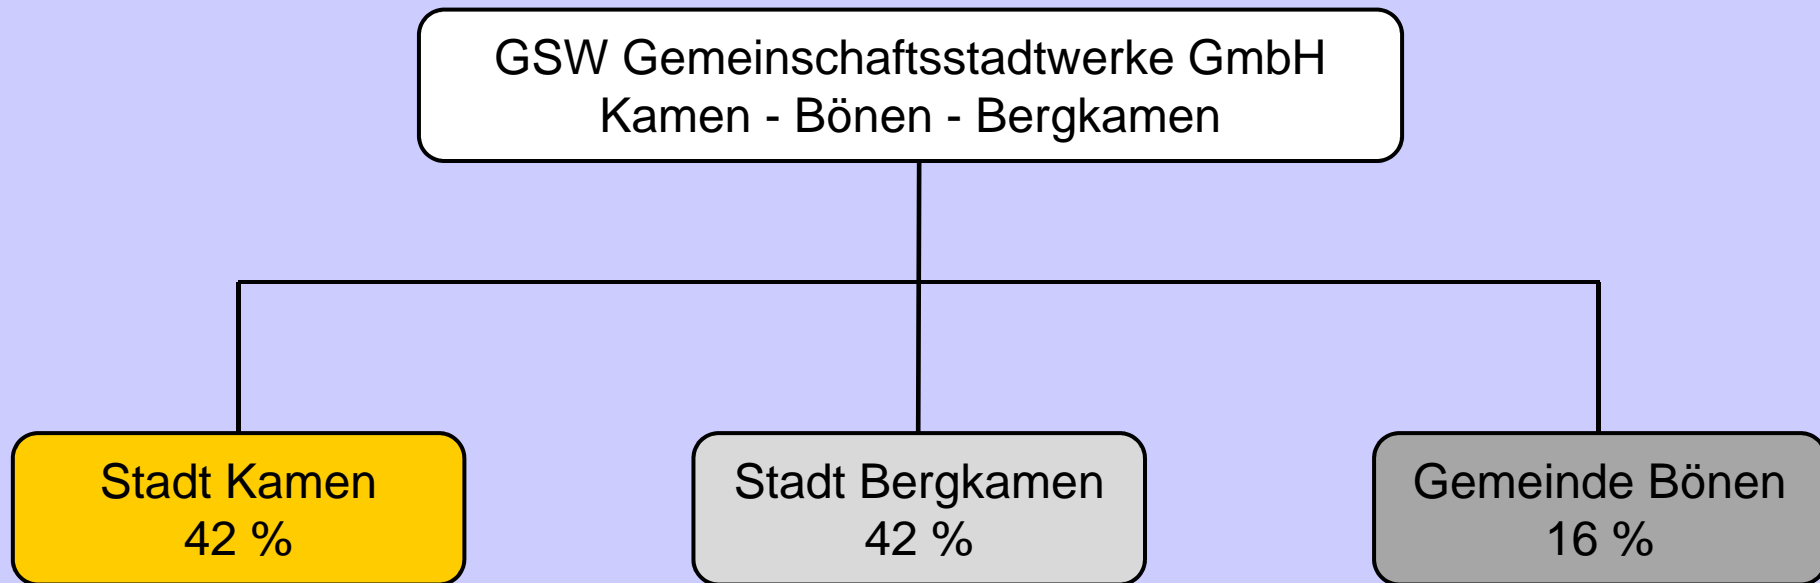 GSW Gemeinschaftsstadtwerke GmbH
Kamen - Bönen - Bergkamen
Stadt Kamen
42 %
Stadt Bergkamen
42 %
Gemeinde Bönen
16 %